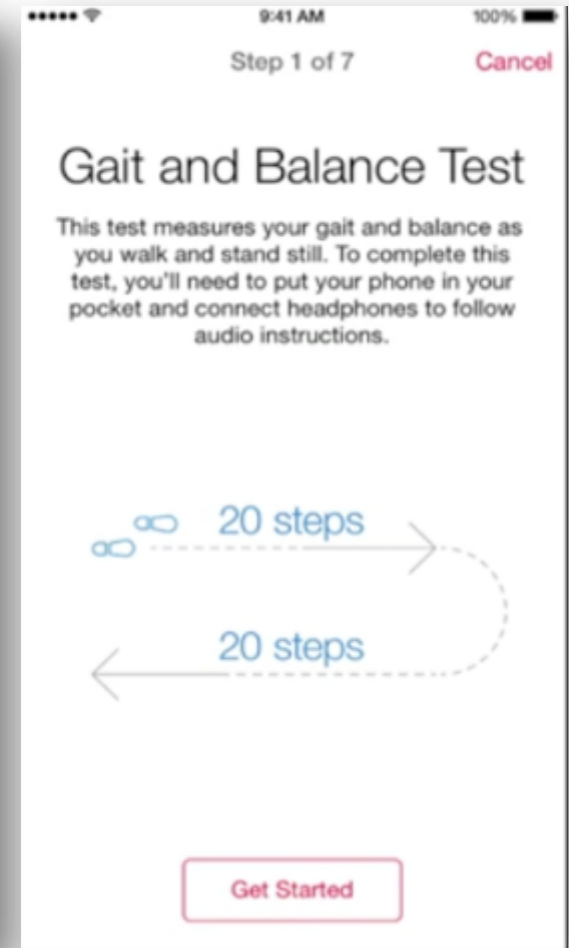 9:41 AM 100%
Step 1 of 7 Cancel
Gait and Balance Test
This test measures your gait and balance as
you walk and stand still. To complete this
test, you'll need to put your phone in your
pocket and connect headphones to follow
audio instructions.
20 steps
20 steps
Get Started